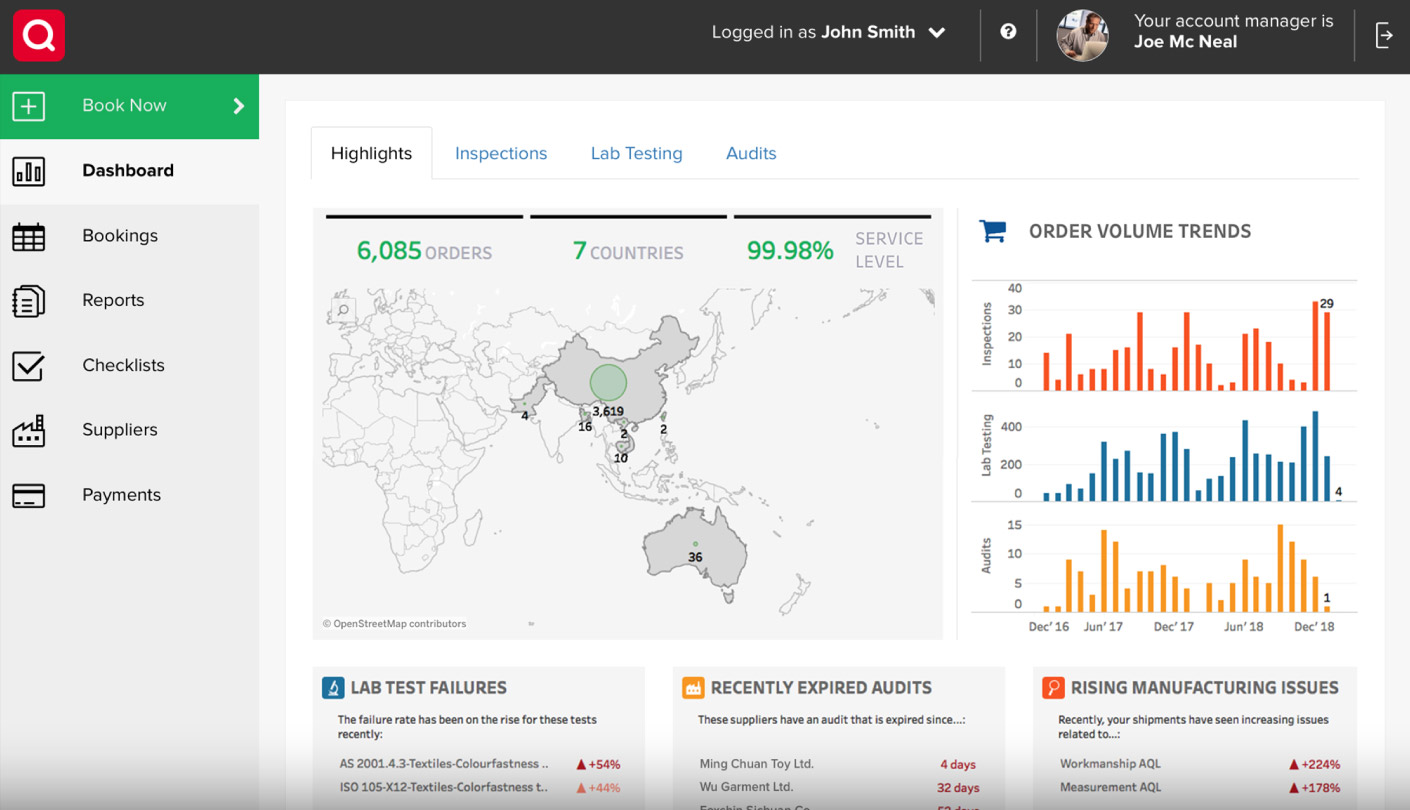 Q
Logged in as John Smith
?
Your account manager is
Joe Mc Neal
Book Now
Dashboard
Bookings
Reports
Checklists
Suppliers
Payments
Highlights
Inspections
Lab Testing
Audits
6,085 ORDERS
7 COUNTRIES
99.98% SERVICE
LEVEL
4
3,619
16
2
2
10
36
© OpenStreetMap contributors
ORDER VOLUME TRENDS
Inspections
40
30
20
10
0
29
Lab Testing
400
200
0
4
Audits
15
10
5
0
1
Dec' 16
Jun' 17
Dec' 17
Jun' 18
Dec' 18
LAB TEST FAILURES
The failure rate has been on the rise for these tests
recently:
AS 2001.4.3-Textiles-Colourfastness .. ▲+54%
ISO 105-X12-Textiles-Colorfastness t.. ▲+44%
RECENTLY EXPIRED AUDITS
These suppliers have an audit that is expired since...:
Ming Chuan Toy Ltd. 4 days
Wu Garment Ltd. 32 days
RISING MANUFACTURING ISSUES
Recently, your shipments have seen increasing issues
related to...:
Workmanship AQL ▲+224%
Measurement AQL ▲+178%